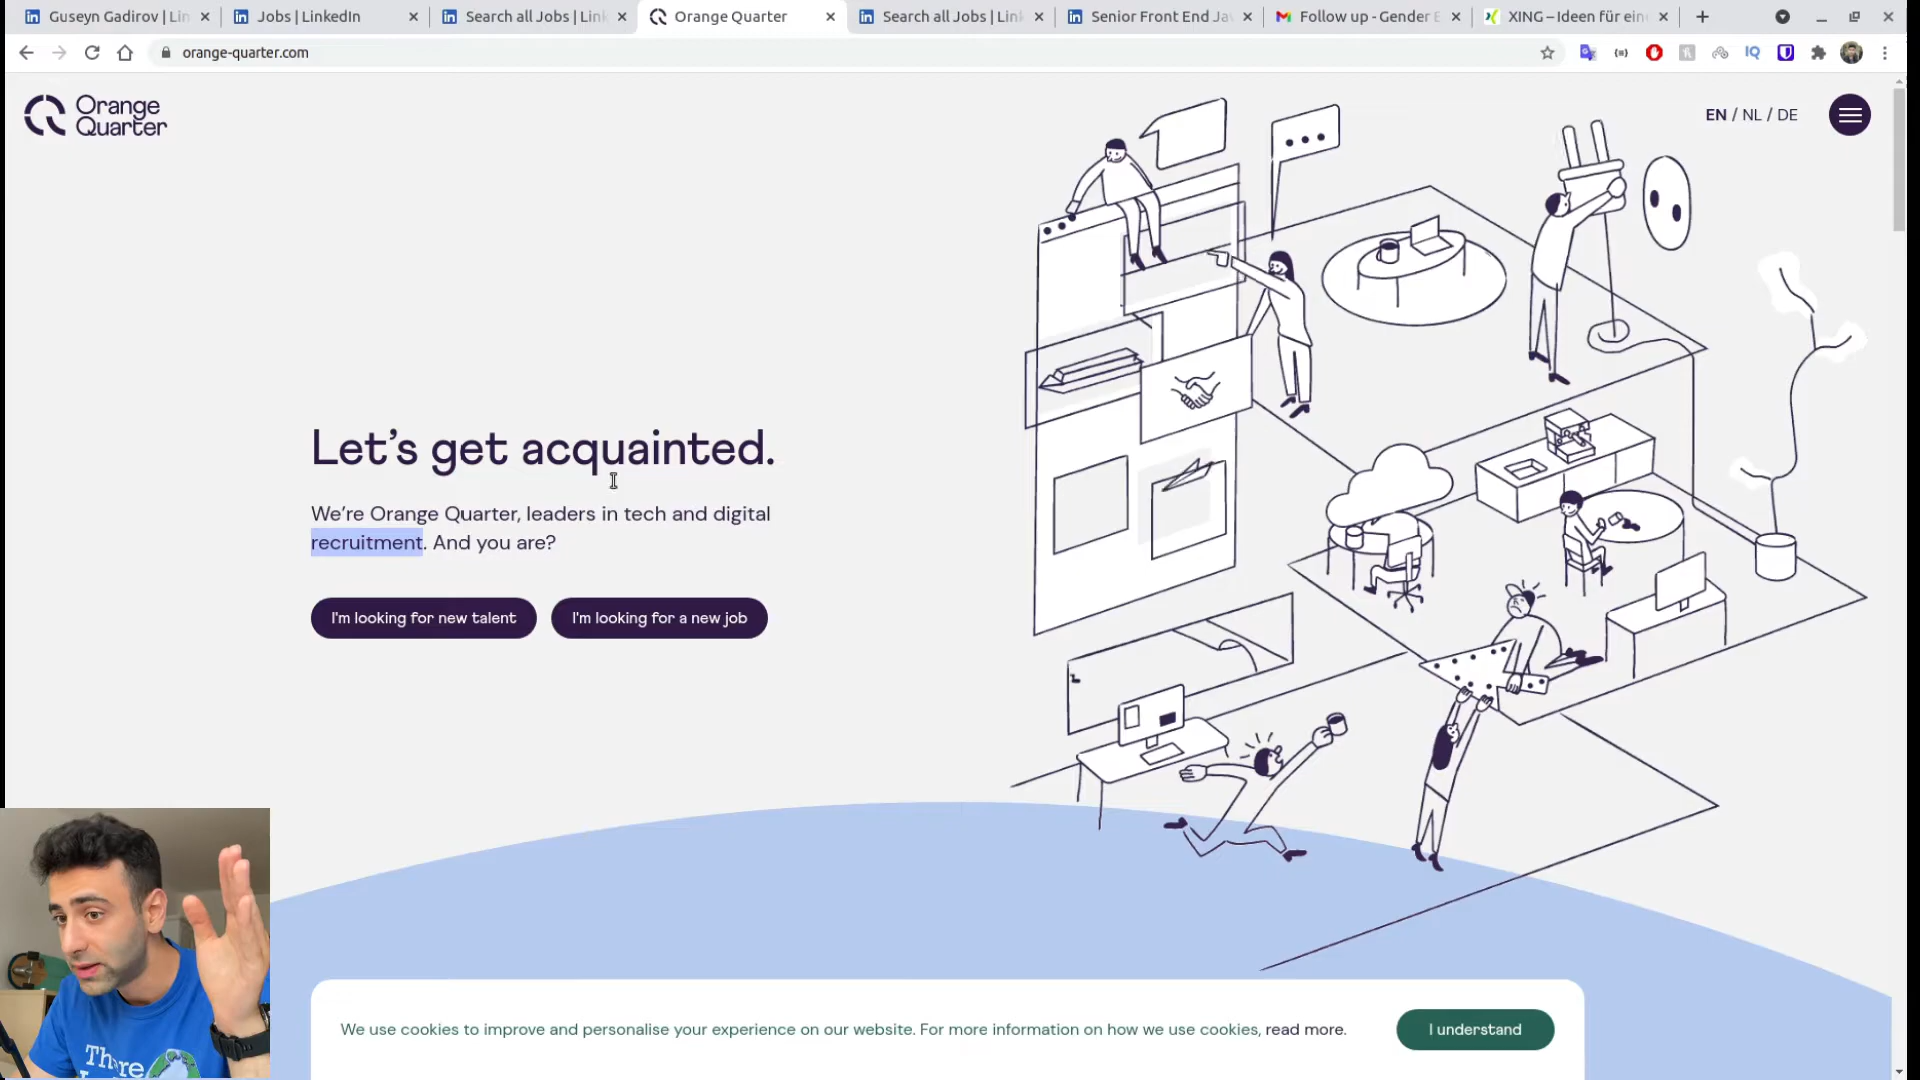 Guseyn Gadirov | Lin
Jobs | LinkedIn
Search all Jobs | Link
Orange Quarter
Search all Jobs | Link
Senior Front End Jav
Follow up - Gender E
XING – Ideen für eine
orange-quarter.com
IQ
Orange
Quarter
EN / NL / DE
Let's get acquainted.
We're Orange Quarter, leaders in tech and digital
recruitment. And you are?
I'm looking for new talent
I'm looking for a new job
We use cookies to improve and personalise your experience on our website. For more information on how we use cookies, read more.
I understand